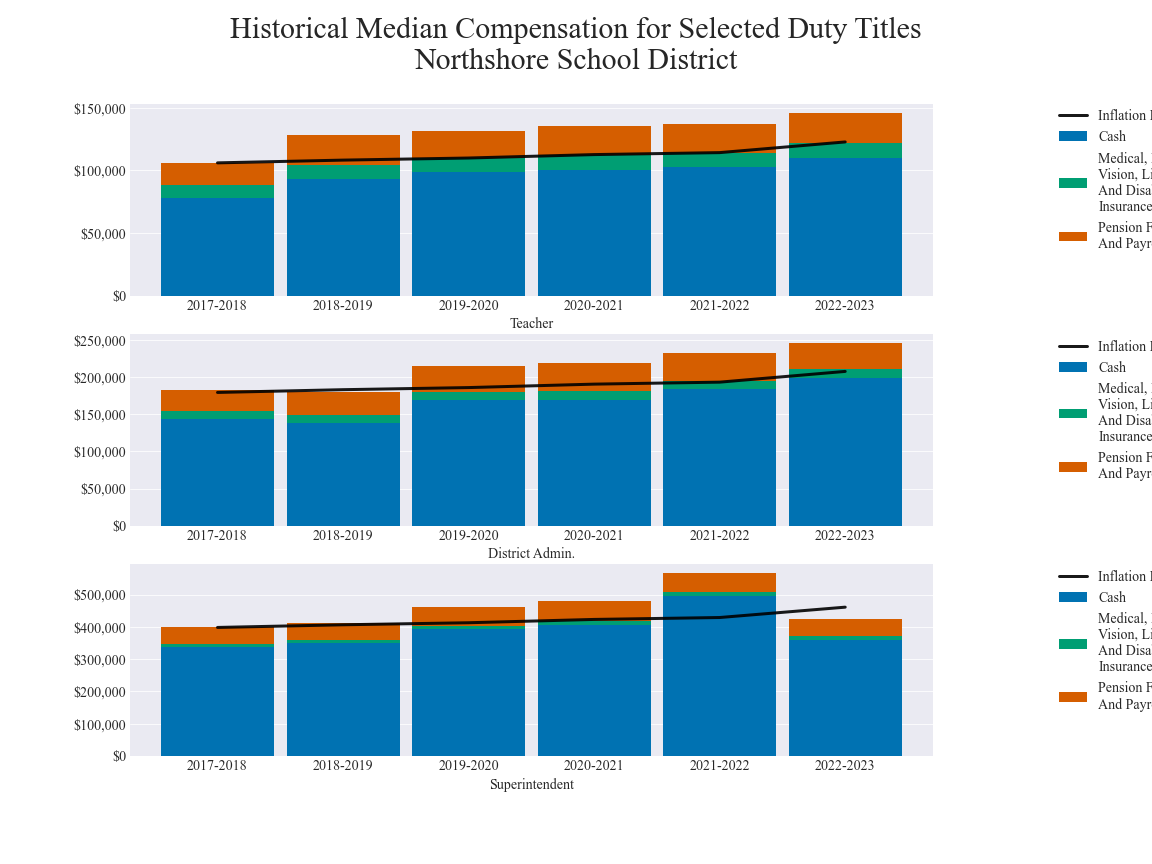 Historical Median Compensation for Selected Duty Titles
Northshore School District
$150,000
$100,000
$50,000
$0
2017-2018 2018-2019 2019-2020 2020-2021 2021-2022 2022-2023
Teacher
Inflation
Cash
Medical,
Vision,
And
Insurance
Pension
And
$250,000
$200,000
$150,000
$100,000
$50,000
$0
2017-2018 2018-2019 2019-2020 2020-2021 2021-2022 2022-2023
District Admin.
Inflation
Cash
Medical,
Vision,
And
Insurance
Pension
And
$500,000
$400,000
$300,000
$200,000
$100,000
$0
2017-2018 2018-2019 2019-2020 2020-2021 2021-2022 2022-2023
Superintendent
Inflation
Cash
Medical,
Vision,
And
Insurance
Pension
And